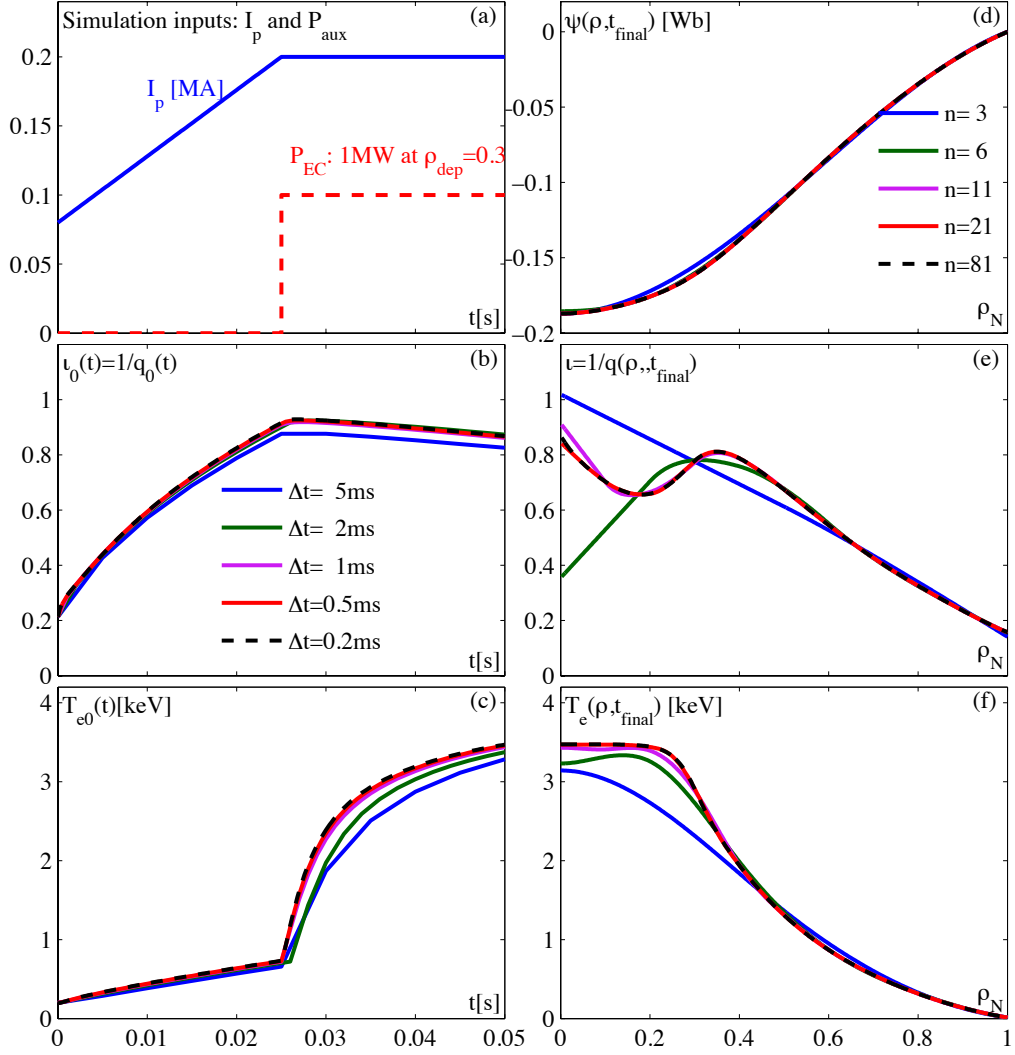 Simulation inputs: I_p and P_aux (a)
0.2
I_p [MA]
0.15
P_EC: 1MW at ρ_dep=0.3
0.1
0.05
0
t[s]
ι_0(t)=1/q_0(t) (b)
1
0.8
0.6
0.4
0.2
0
Δt= 5ms
Δt= 2ms
Δt= 1ms
Δt=0.5ms
Δt=0.2ms
t[s]
T_e0(t)[keV] (c)
4
3
2
1
0
t[s]
0 0.01 0.02 0.03 0.04 0.05
ψ(ρ,t_final) [Wb] (d)
0
−0.05
−0.1
−0.15
−0.2
n= 3
n= 6
n=11
n=21
n=81
ρ_N
ι=1/q(ρ,,t_final) (e)
1
0.8
0.6
0.4
0.2
0
ρ_N
T_e(ρ,t_final) [keV] (f)
4
3
2
1
0
ρ_N
0 0.2 0.4 0.6 0.8 1